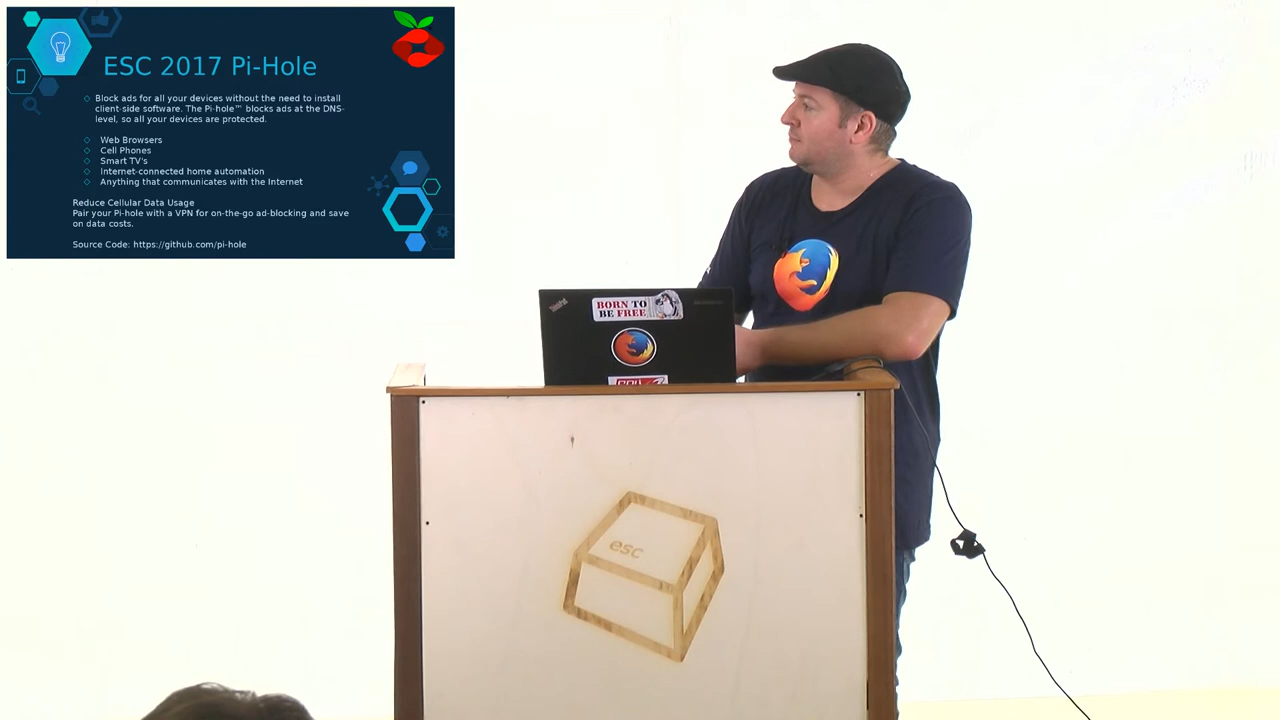 ESC 2017 Pi-Hole
Block ads for all your devices without the need to install
client-side software. The Pi-hole™ blocks ads at the DNS-
level, so all your devices are protected.
Web Browsers
Cell Phones
Smart TV's
Internet-connected home automation
Anything that communicates with the Internet
Reduce Cellular Data Usage
Pair your Pi-hole with a VPN for on-the-go ad-blocking and save
on data costs.
Source Code: https://github.com/pi-hole
ThinkPad
BORN TO
BE FREE
esc